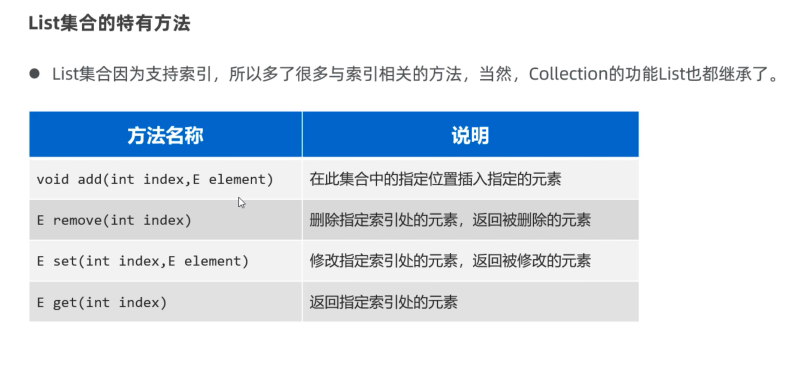 List集合的特有方法
● List集合因为支持索引，所以多了很多与索引相关的方法，当然，Collection的功能List也都继承了。
方法名称 说明
void add(int index,E element) 在此集合中的指定位置插入指定的元素
E remove(int index) 删除指定索引处的元素，返回被删除的元素
E set(int index,E element) 修改指定索引处的元素，返回被修改的元素
E get(int index) 返回指定索引处的元素